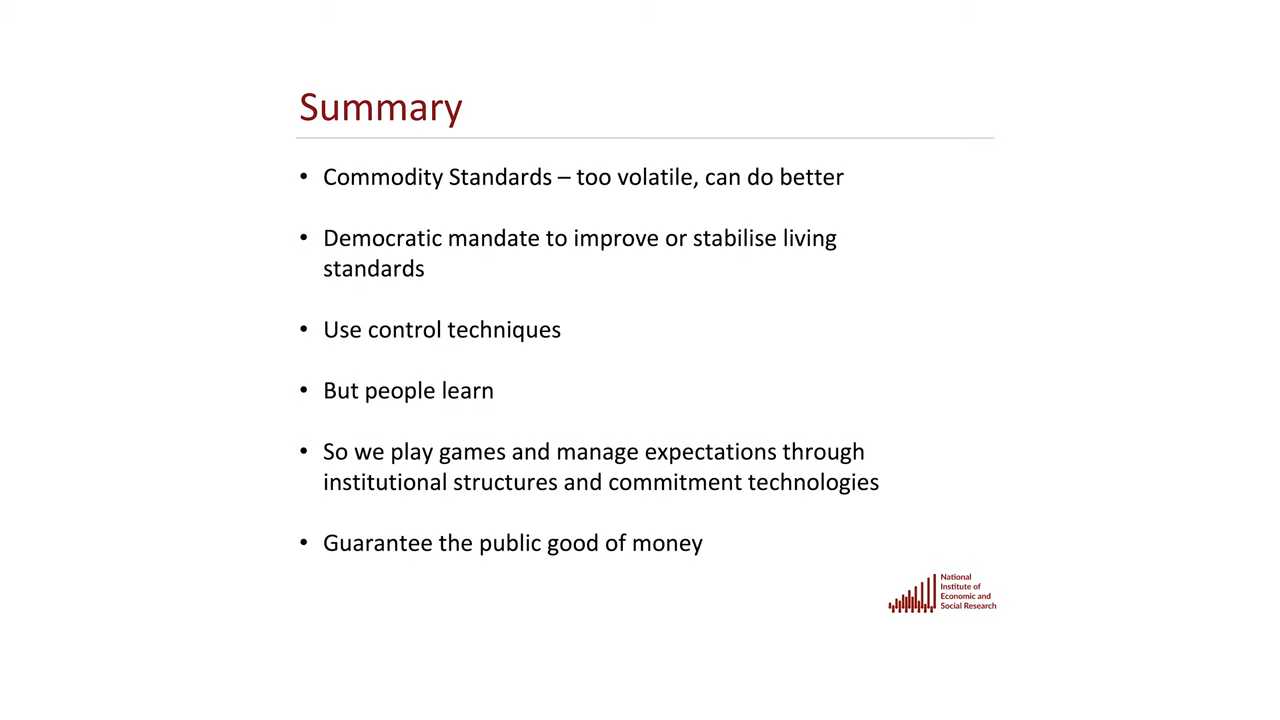 Summary
• Commodity Standards – too volatile, can do better
• Democratic mandate to improve or stabilise living
standards
• Use control techniques
• But people learn
• So we play games and manage expectations through
institutional structures and commitment technologies
• Guarantee the public good of money
National
Institute of
Economic and
Social Research